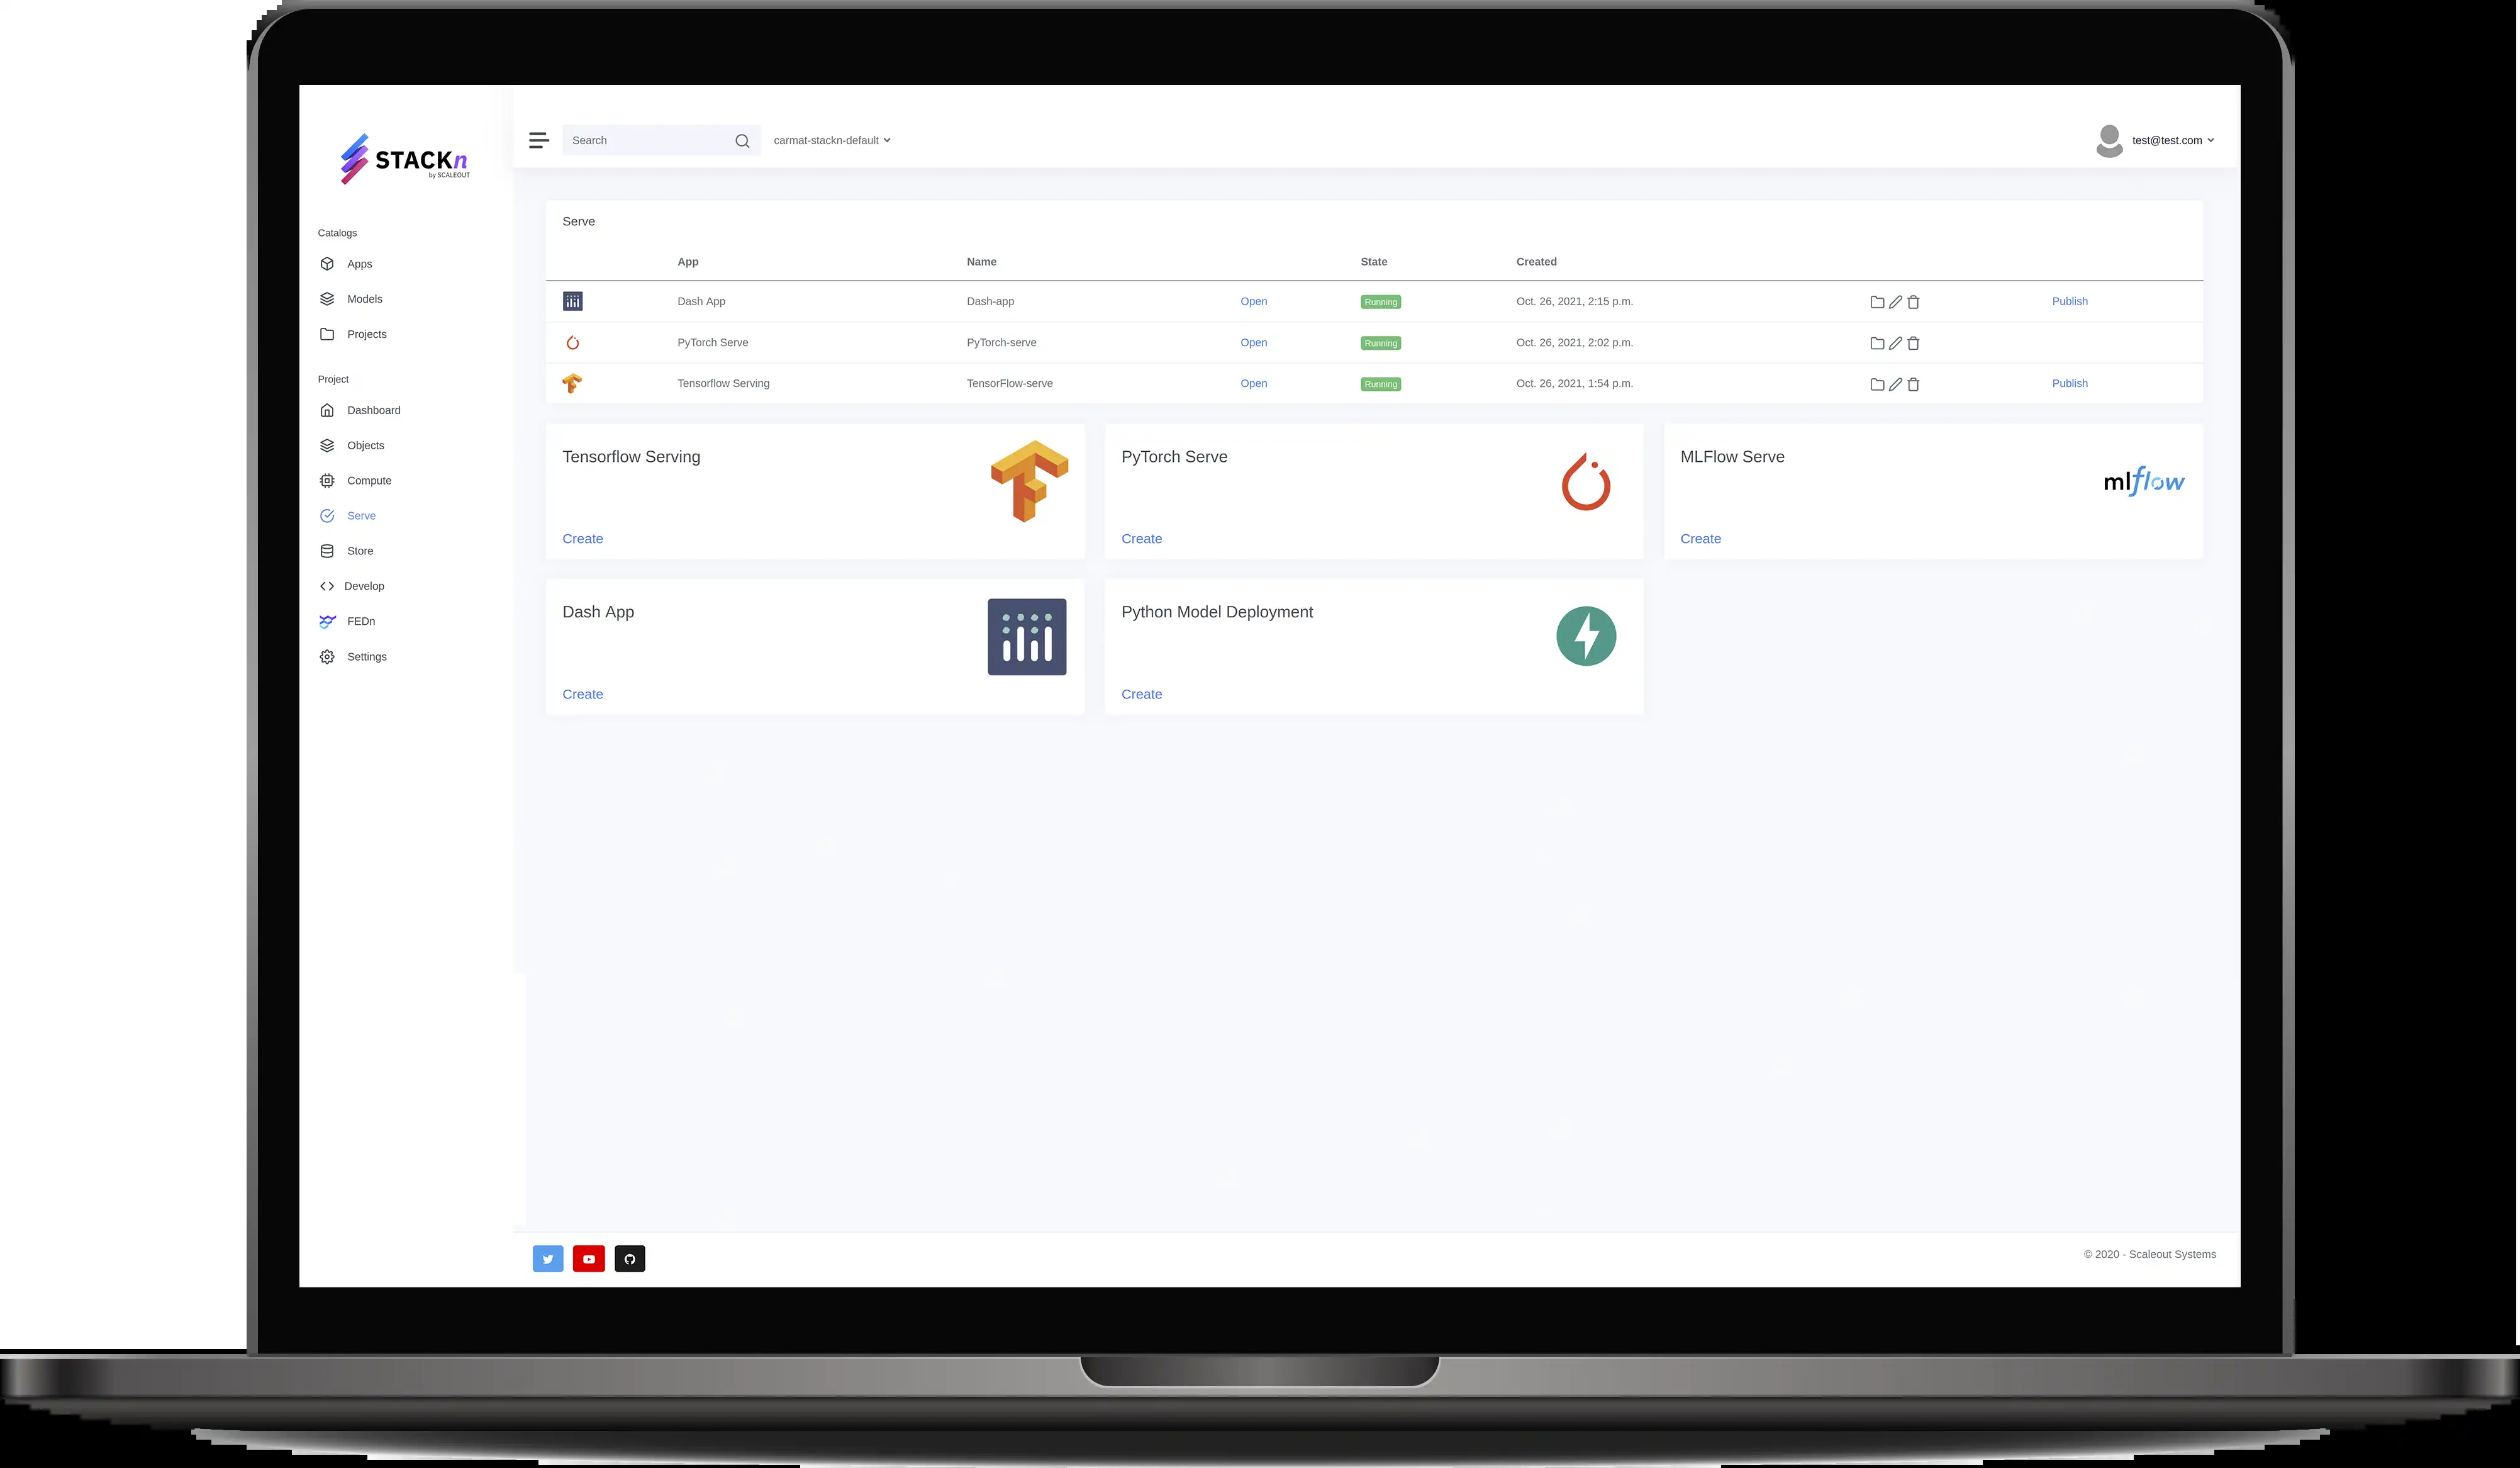 STACKn
by SCALEOUT
Search
carmat-stackn-default
test@test.com
Catalogs
Apps
Models
Projects
Project
Dashboard
Objects
Compute
Serve
Store
Develop
FEDn
Settings
Serve
App Name State Created
Dash App Dash-app Open Running Oct. 26, 2021, 2:15 p.m. Publish
PyTorch Serve PyTorch-serve Open Running Oct. 26, 2021, 2:02 p.m.
Tensorflow Serving TensorFlow-serve Open Running Oct. 26, 2021, 1:54 p.m. Publish
Tensorflow Serving
Create
PyTorch Serve
Create
MLFlow Serve
mlflow
Create
Dash App
Create
Python Model Deployment
Create
© 2020 - Scaleout Systems